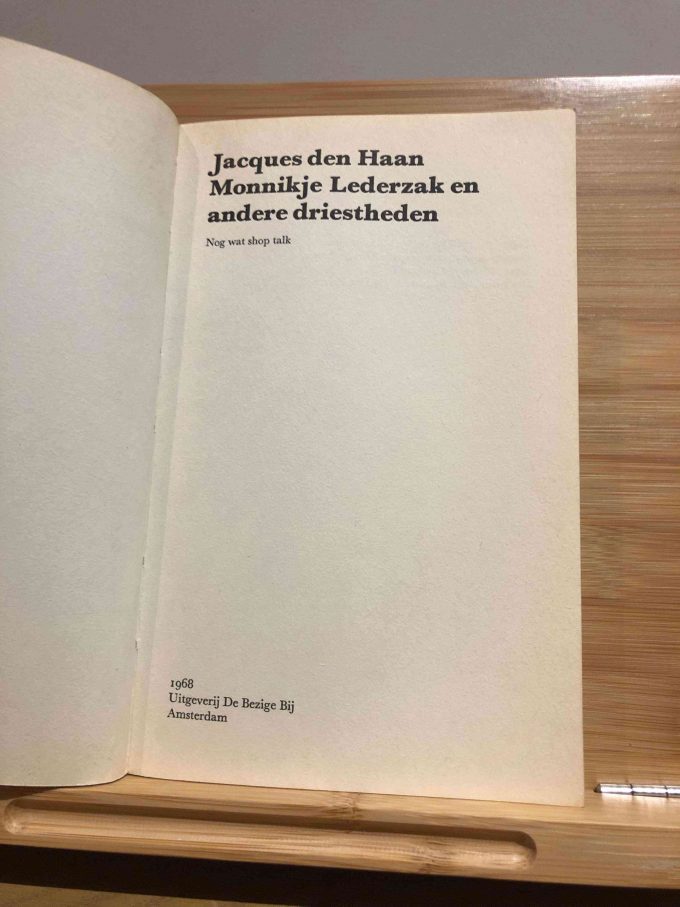 Jacques den Haan
Monnikje Lederzak en
andere driestheden
Nog wat shop talk
1968
Uitgeverij De Bezige Bij
Amsterdam